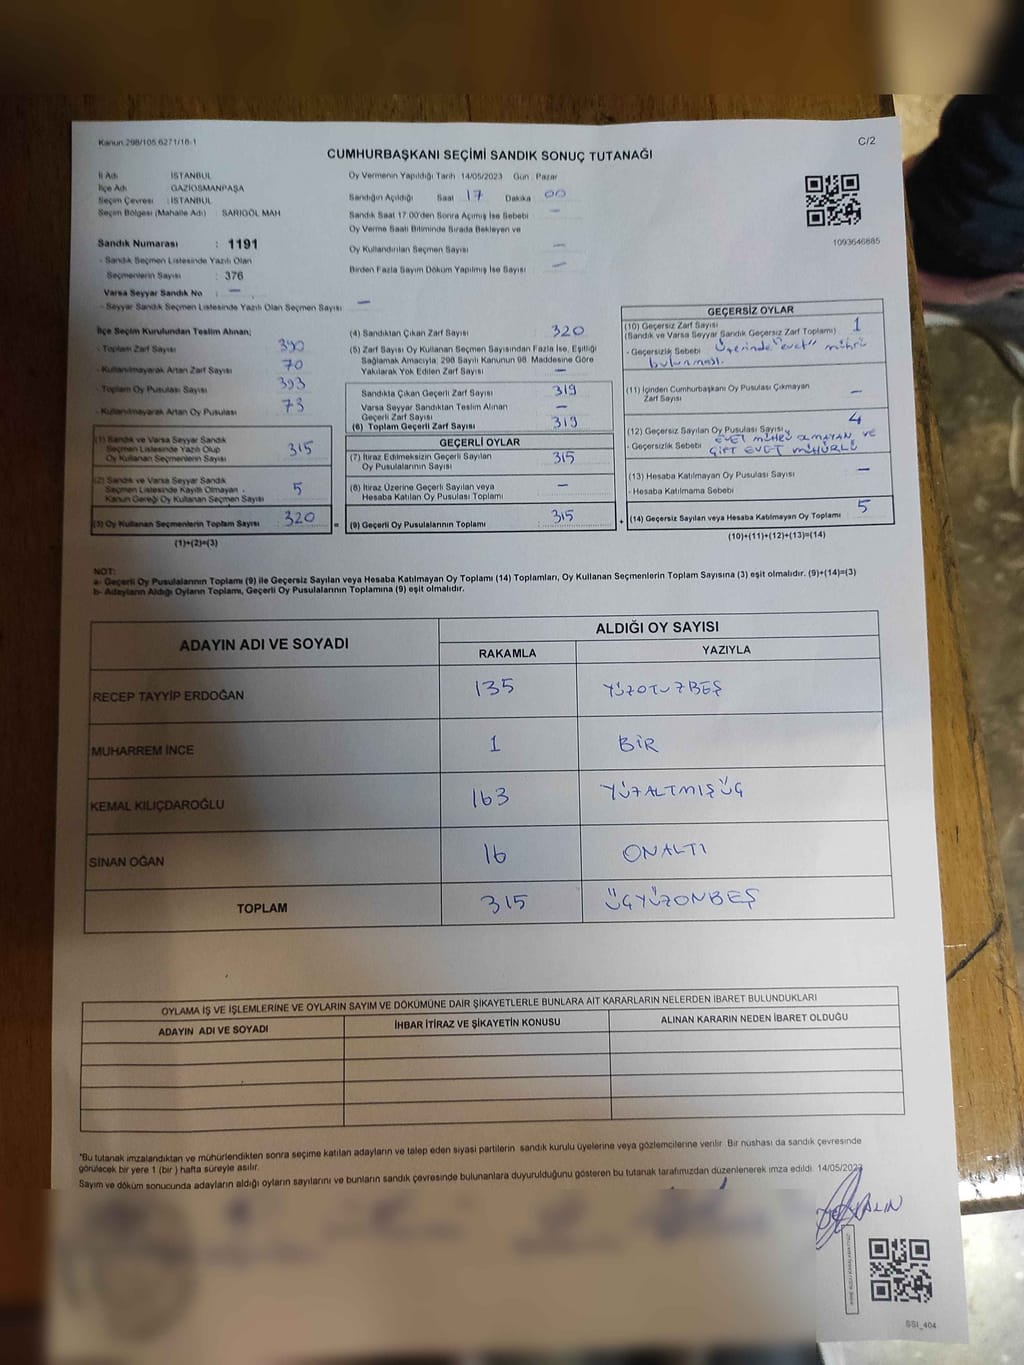 Kanun:298/105.6271/16-1
C/2
CUMHURBAŞKANI SEÇİMİ SANDIK SONUÇ TUTANAĞI
İl Adı : İSTANBUL
İlçe Adı : GAZİOSMANPAŞA
Seçim Çevresi : İSTANBUL
Seçim Bölgesi (Mahalle Adı) : SARIGÖL MAH
Sandık Numarası : 1191
- Sandık Seçmen Listesinde Yazılı Olan
Seçmenlerin Sayısı : 376
Varsa Seyyar Sandık No : —
- Seyyar Sandık Seçmen Listesinde Yazılı Olan Seçmen Sayısı : —
Oy Vermenin Yapıldığı Tarih : 14/05/2023 Gün : Pazar
Sandığın Açıldığı Saat 17 Dakika 00
Sandık Saat 17:00'den Sonra Açımış İse Sebebi —
Oy Verme Saati Bitiminde Sırada Bekleyen ve
Oy Kullandırılan Seçmen Sayısı —
Birden Fazla Sayım Döküm Yapılmış İse Sayısı —
1093646885
İlçe Seçim Kurulundan Teslim Alınan;
- Toplam Zarf Sayısı
- Kullanılmayarak Artan Zarf Sayısı 70
- Toplam Oy Pusulası Sayısı 393
- Kullanılmayarak Artan Oy Pusulası 73
(1) Sandık ve Varsa Seyyar Sandık
Seçmen Listesinde Yazılı Olup
Oy Kullanan Seçmenlerin Sayısı 315
(2) Sandık ve Varsa Seyyar Sandık
Seçmen Listesinde Kayıtlı Olmayan -
Kanun Gereği Oy Kullanan Seçmen Sayısı 5
(3) Oy Kullanan Seçmenlerin Toplam Sayısı 320 =
(1)+(2)=(3)
(4) Sandıktan Çıkan Zarf Sayısı 320
(5) Zarf Sayısı Oy Kullanan Seçmen Sayısından Fazla İse, Eşitliği
Sağlamak Amacıyla; 298 Sayılı Kanunun 98. Maddesine Göre
Yakılarak Yok Edilen Zarf Sayısı —
Sandıkta Çıkan Geçerli Zarf Sayısı 319
Varsa Seyyar Sandıktan Teslim Alınan
Geçerli Zarf Sayısı —
(6) Toplam Geçerli Zarf Sayısı 319
GEÇERLİ OYLAR
(7) İtiraz Edilmeksizin Geçerli Sayılan
Oy Pusulalarının Sayısı 315
(8) İtiraz Üzerine Geçerli Sayılan veya
Hesaba Katılan Oy Pusulası Toplamı —
(9) Geçerli Oy Pusulalarının Toplamı 315 +
GEÇERSİZ OYLAR
(10) Geçersiz Zarf Sayısı 1
(Sandık ve Varsa Seyyar Sandık Geçersiz Zarf Toplamı)
- Geçersizlik Sebebi Üzerinde "evet" mührü
bulunması.
(11) İçinden Cumhurbaşkanı Oy Pusulası Çıkmayan
Zarf Sayısı —
(12) Geçersiz Sayılan Oy Pusulası Sayısı 4
- Geçersizlik Sebebi EVET MÜHRÜ OLMAYAN VE
ÇİFT EVET MÜHÜRLÜ
(13) Hesaba Katılmayan Oy Pusulası Sayısı —
- Hesaba Katılmama Sebebi
(14) Geçersiz Sayılan veya Hesaba Katılmayan Oy Toplamı 5
(10)+(11)+(12)+(13)=(14)
NOT:
a- Geçerli Oy Pusulalarının Toplamı (9) ile Geçersiz Sayılan veya Hesaba Katılmayan Oy Toplamı (14) Toplamları, Oy Kullanan Seçmenlerin Toplam Sayısına (3) eşit olmalıdır. (9)+(14)=(3)
b- Adayların Aldığı Oyların Toplamı, Geçerli Oy Pusulalarının Toplamına (9) eşit olmalıdır.
ADAYIN ADI VE SOYADI
ALDIĞI OY SAYISI
RAKAMLA YAZIYLA
RECEP TAYYİP ERDOĞAN 135 YÜZOTUZBEŞ
MUHARREM İNCE 1 BİR
KEMAL KILIÇDAROĞLU 163 YÜZALTMIŞÜÇ
SİNAN OĞAN 16 ONALTI
TOPLAM 315 ÜÇYÜZONBEŞ
OYLAMA İŞ VE İŞLEMLERİNE VE OYLARIN SAYIM VE DÖKÜMÜNE DAİR ŞİKAYETLERLE BUNLARA AİT KARARLARIN NELERDEN İBARET BULUNDUKLARI
ADAYIN ADI VE SOYADI İHBAR İTİRAZ VE ŞİKAYETİN KONUSU ALINAN KARARIN NEDEN İBARET OLDUĞU
*Bu tutanak imzalandıktan ve mühürlendikten sonra seçime katılan adayların ve talep eden siyasi partilerin sandık kurulu üyelerine veya gözlemcilerine verilir. Bir nüshası da sandık çevresinde
görülecek bir yere 1 (bir ) hafta süreyle asılır.
Sayım ve döküm sonucunda adayların aldığı oyların sayılarını ve bunların sandık çevresinde bulunanlara duyurulduğunu gösteren bu tutanak tarafımızdan düzenlenerek imza edildi. 14/05/2023
SSİ_404